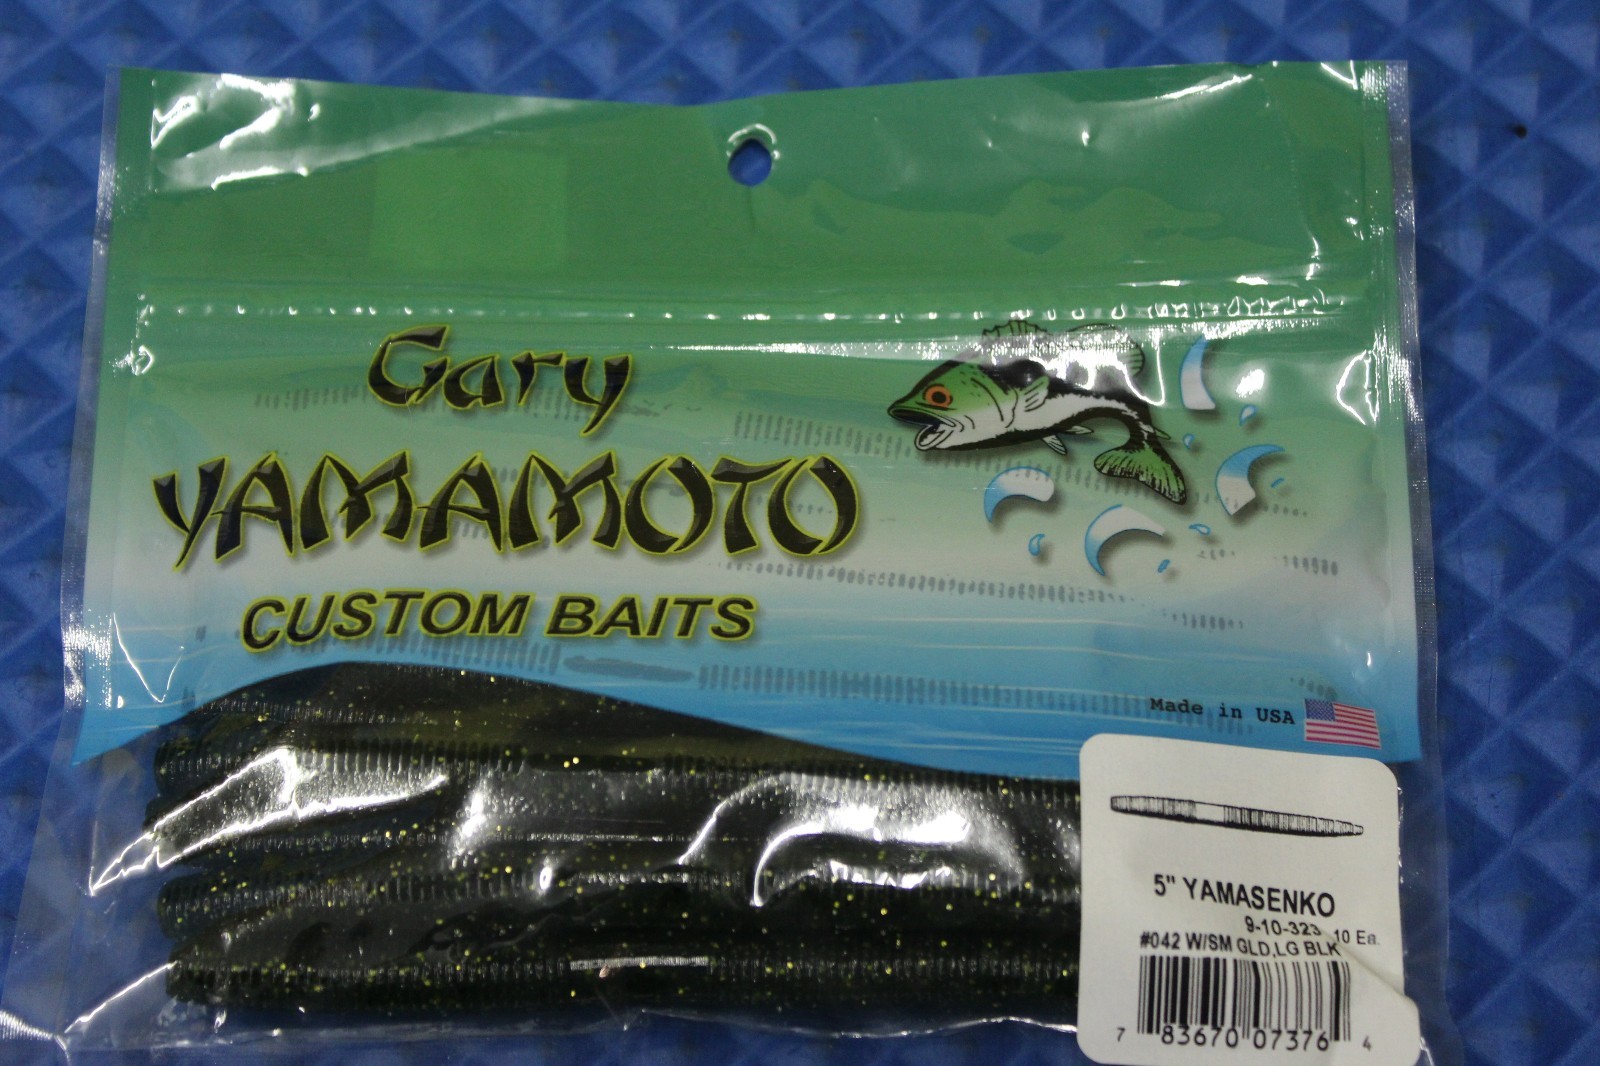 Gary
YAMAMOTO
CUSTOM BAITS
Made in USA
5" YAMASENKO
9-10-323 10 Ea.
#042 W/SM GLD,LG BLK
7 83670 07376 4